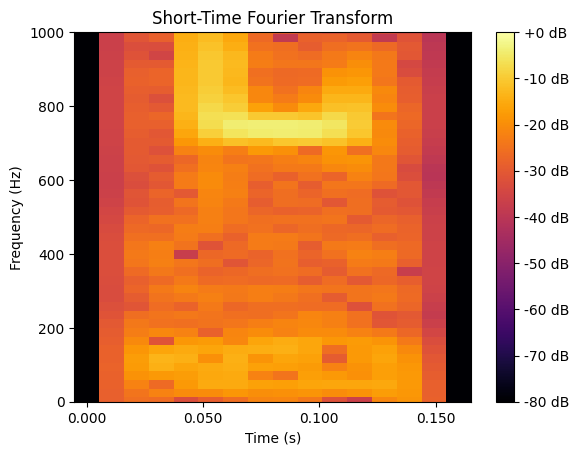 Short-Time Fourier Transform
Frequency (Hz)
1000
800
600
400
200
0
0.000
0.050
0.100
0.150
Time (s)
+0 dB
-10 dB
-20 dB
-30 dB
-40 dB
-50 dB
-60 dB
-70 dB
-80 dB